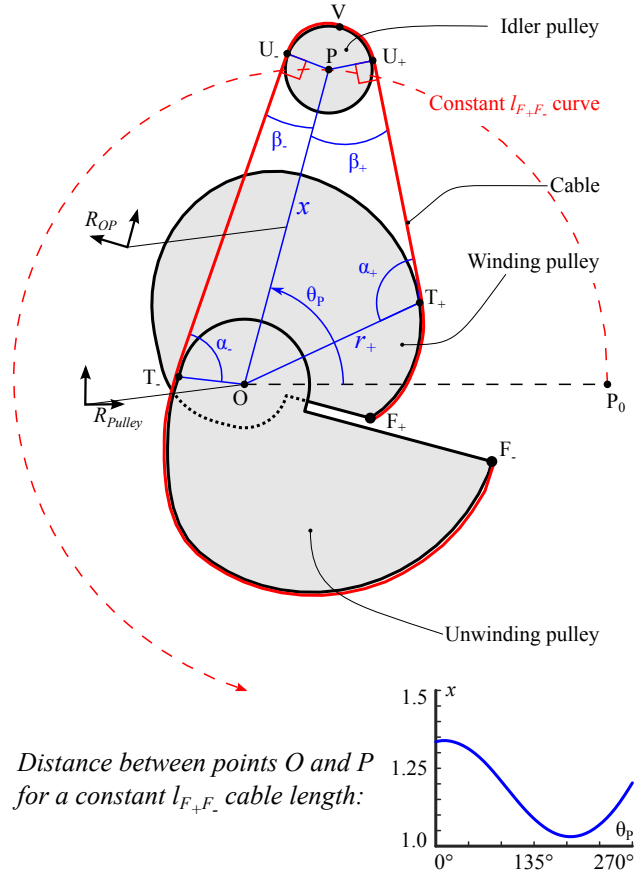 V
Idler pulley
U-
P
U+
Constant lF+F- curve
β-
β+
Cable
x
ROP
α+
Winding pulley
θP
T+
α-
r+
T-
O
P0
RPulley
F+
F-
Unwinding pulley
1.5
x
Distance between points O and P
1.25
for a constant lF+F- cable length:
1.0
θP
0°
135°
270°